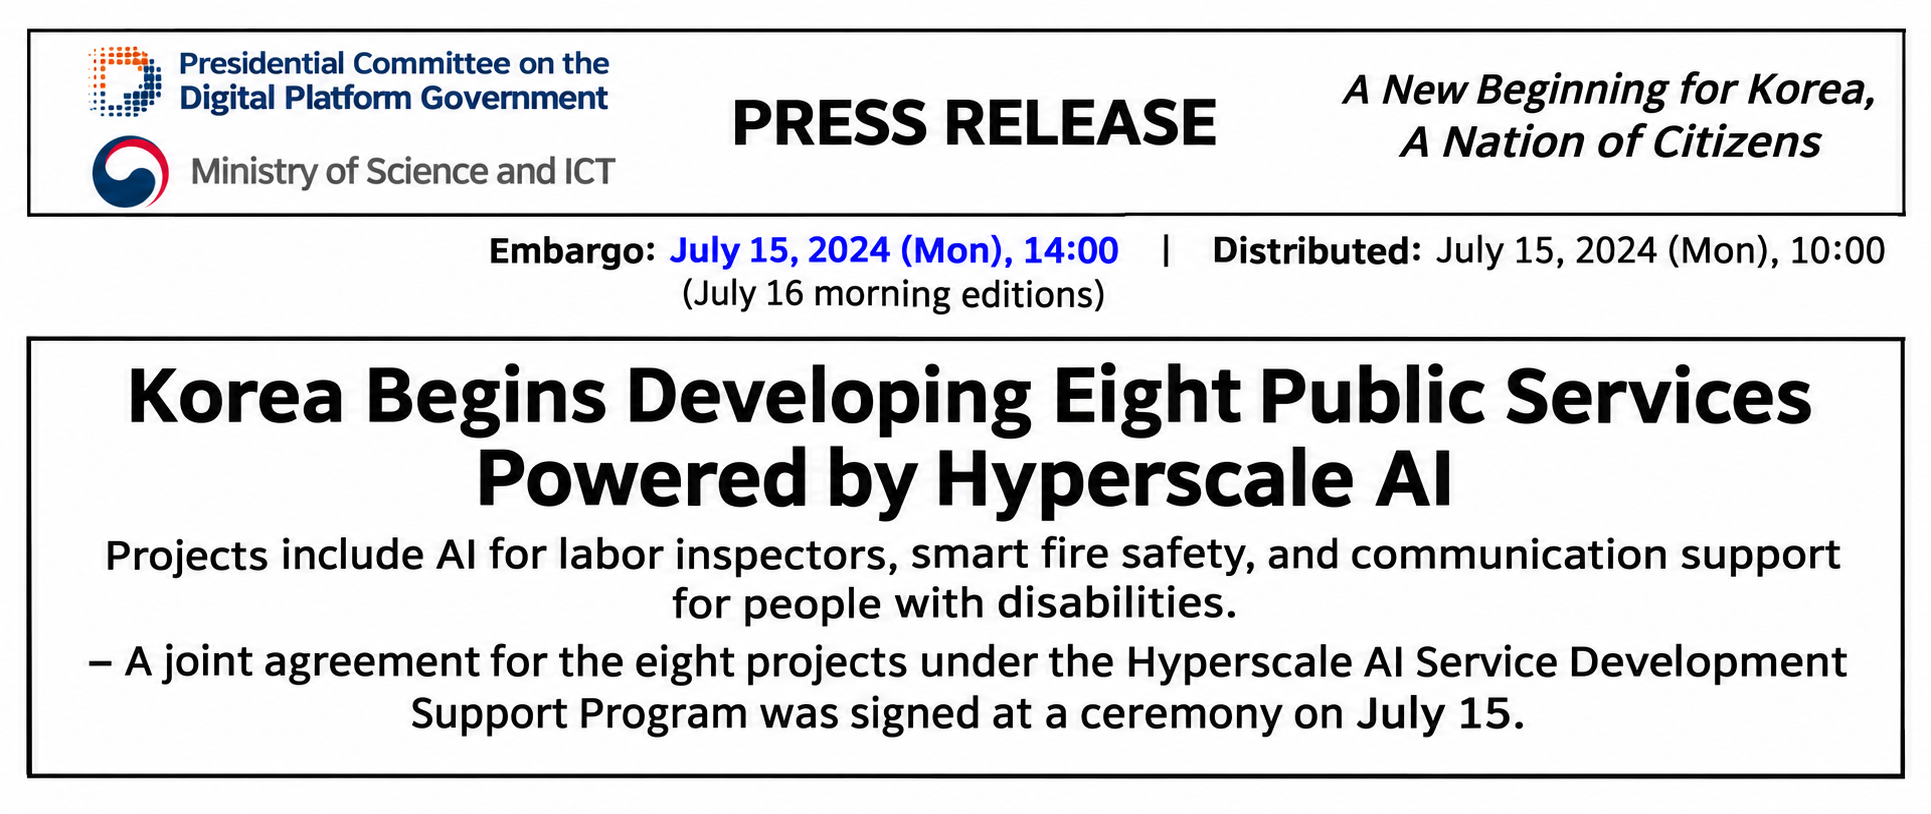 Presidential Committee on the
Digital Platform Government
Ministry of Science and ICT
PRESS RELEASE
A New Beginning for Korea,
A Nation of Citizens
Embargo: July 15, 2024 (Mon), 14:00 | Distributed: July 15, 2024 (Mon), 10:00
(July 16 morning editions)
Korea Begins Developing Eight Public Services
Powered by Hyperscale AI
Projects include AI for labor inspectors, smart fire safety, and communication support
for people with disabilities.
– A joint agreement for the eight projects under the Hyperscale AI Service Development
Support Program was signed at a ceremony on July 15.